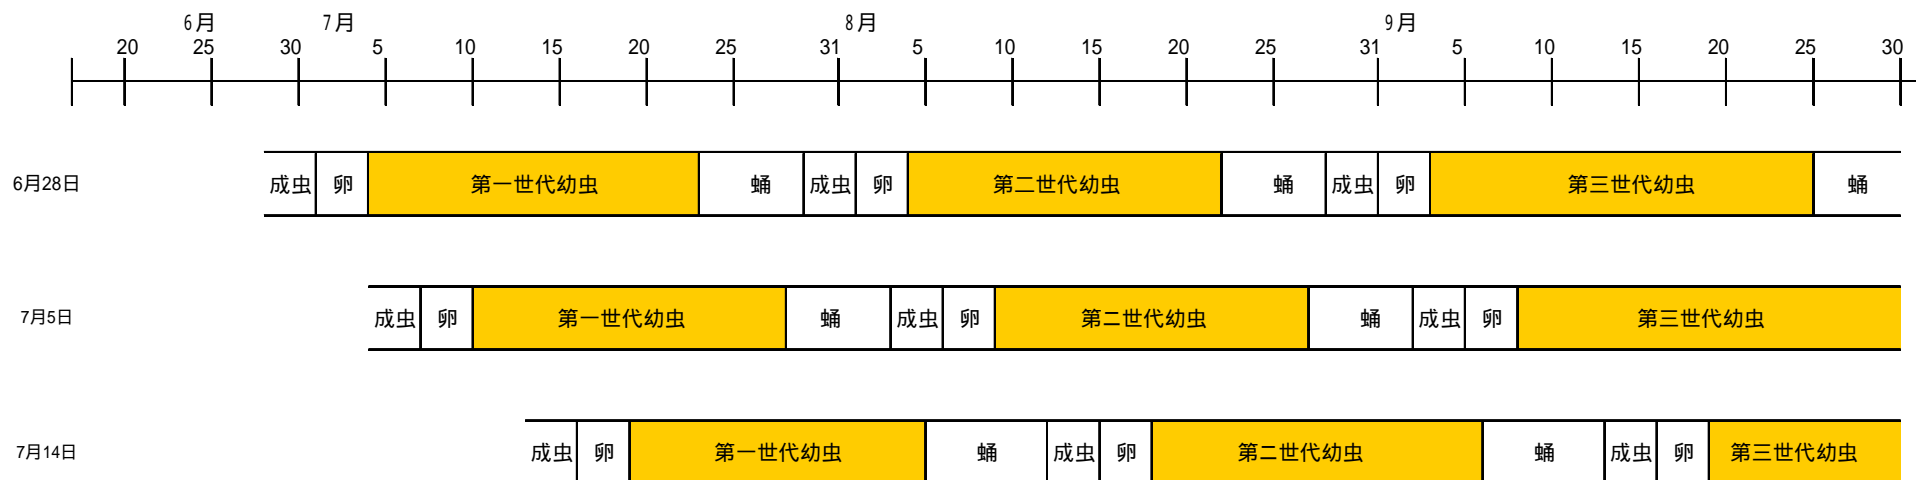 6月 7月 8月 9月
20 25 30 5 10 15 20 25 31 5 10 15 20 25 31 5 10 15 20 25 30
6月28日 成虫 卵 第一世代幼虫 蛹 成虫 卵 第二世代幼虫 蛹 成虫 卵 第三世代幼虫 蛹
7月5日 成虫 卵 第一世代幼虫 蛹 成虫 卵 第二世代幼虫 蛹 成虫 卵 第三世代幼虫
7月14日 成虫 卵 第一世代幼虫 蛹 成虫 卵 第二世代幼虫 蛹 成虫 卵 第三世代幼虫